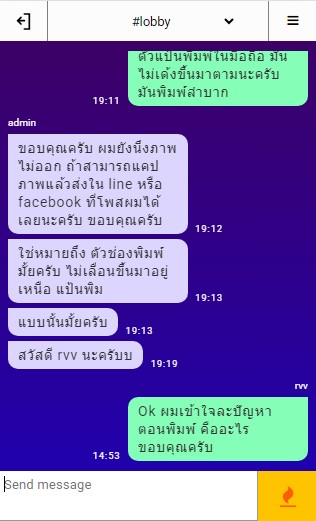 #lobby
ตัวแป้นพิมพ์ในมือถือ มัน
ไม่เด้งขึ้นมาตามนะครับ
มันพิมพ์ลำบาก
19:11
admin
ขอบคุณครับ ผมยังนึ่งภาพ
ไม่ออก ถ้าสามารถแคป
ภาพแล้วส่งใน line หรือ
facebook ที่โพสผมได้
เลยนะครับ ขอบคุณครับ
19:12
ใช่หมายถึง ตัวช่องพิมพ์
มั้ยครับ ไม่เลื่อนขึ้นมาอยู่
เหนือ แป้นพิม
19:13
แบบนั้นมั้ยครับ
19:13
สวัสดี rvv นะครับบ
19:19
rvv
Ok ผมเข้าใจละปัญหา
ตอนพิมพ์ คืออะไร
ขอบคุณครับ
14:53
Send message